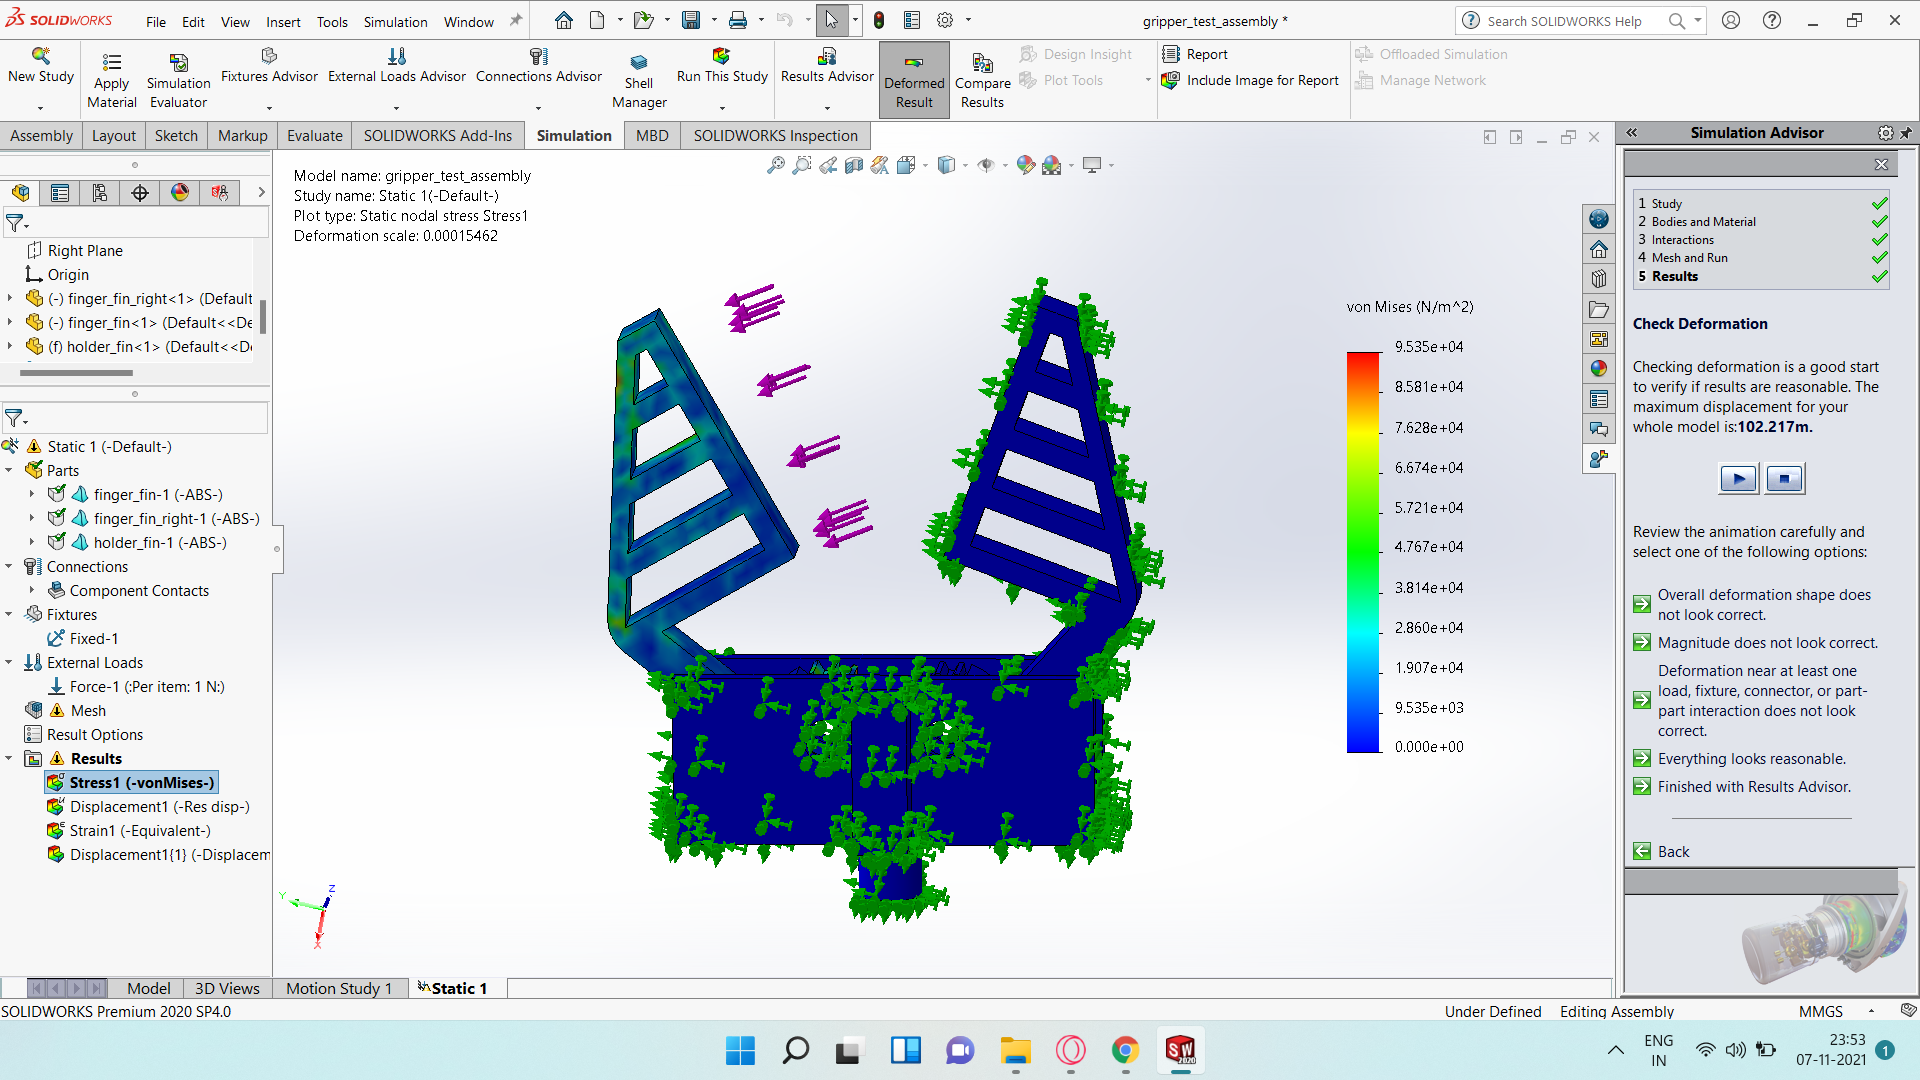 SOLIDWORKS
File Edit View Insert Tools Simulation Window
gripper_test_assembly *
Search SOLIDWORKS Help
New Study
Apply Material
Simulation Evaluator
Fixtures Advisor
External Loads Advisor
Connections Advisor
Shell Manager
Run This Study
Results Advisor
Deformed Result
Compare Results
Design Insight
Plot Tools
Report
Include Image for Report
Offloaded Simulation
Manage Network
Assembly Layout Sketch Markup Evaluate SOLIDWORKS Add-Ins Simulation MBD SOLIDWORKS Inspection
Right Plane
Origin
(-) finger_fin_right<1> (Default
(-) finger_fin<1> (Default<<De
(f) holder_fin<1> (Default<<D
Static 1 (-Default-)
Parts
finger_fin-1 (-ABS-)
finger_fin_right-1 (-ABS-)
holder_fin-1 (-ABS-)
Connections
Component Contacts
Fixtures
Fixed-1
External Loads
Force-1 (:Per item: 1 N:)
Mesh
Result Options
Results
Stress1 (-vonMises-)
Displacement1 (-Res disp-)
Strain1 (-Equivalent-)
Displacement1{1} (-Displacem
Model name: gripper_test_assembly
Study name: Static 1(-Default-)
Plot type: Static nodal stress Stress1
Deformation scale: 0.00015462
von Mises (N/m^2)
9.535e+04
8.581e+04
7.628e+04
6.674e+04
5.721e+04
4.767e+04
3.814e+04
2.860e+04
1.907e+04
9.535e+03
0.000e+00
Y
Z
X
Simulation Advisor
1 Study
2 Bodies and Material
3 Interactions
4 Mesh and Run
5 Results
Check Deformation
Checking deformation is a good start
to verify if results are reasonable. The
maximum displacement for your
whole model is:102.217m.
Review the animation carefully and
select one of the following options:
Overall deformation shape does
not look correct.
Magnitude does not look correct.
Deformation near at least one
load, fixture, connector, or part-
part interaction does not look
correct.
Everything looks reasonable.
Finished with Results Advisor.
Back
Model 3D Views Motion Study 1 Static 1
SOLIDWORKS Premium 2020 SP4.0
Under Defined Editing Assembly MMGS
SW
2020
ENG
IN
23:53
07-11-2021
1